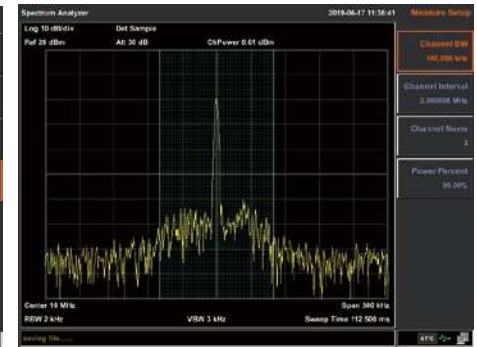 Spectrum Analyzer 2019-06-17 11:38:41 Measure Setup
Log 10 dB/div Det Sample
Ref 20 dBm Att 30 dB ChPower 0.01 dBm
Channel BW
100.000 kHz
Channel Interval
2.000000 MHz
Channel Nums
3
Power Percent
Center 10 MHz Span 300 kHz
RBW 2 kHz VBW 3 kHz Sweep Time 112.500 ms
saving file......